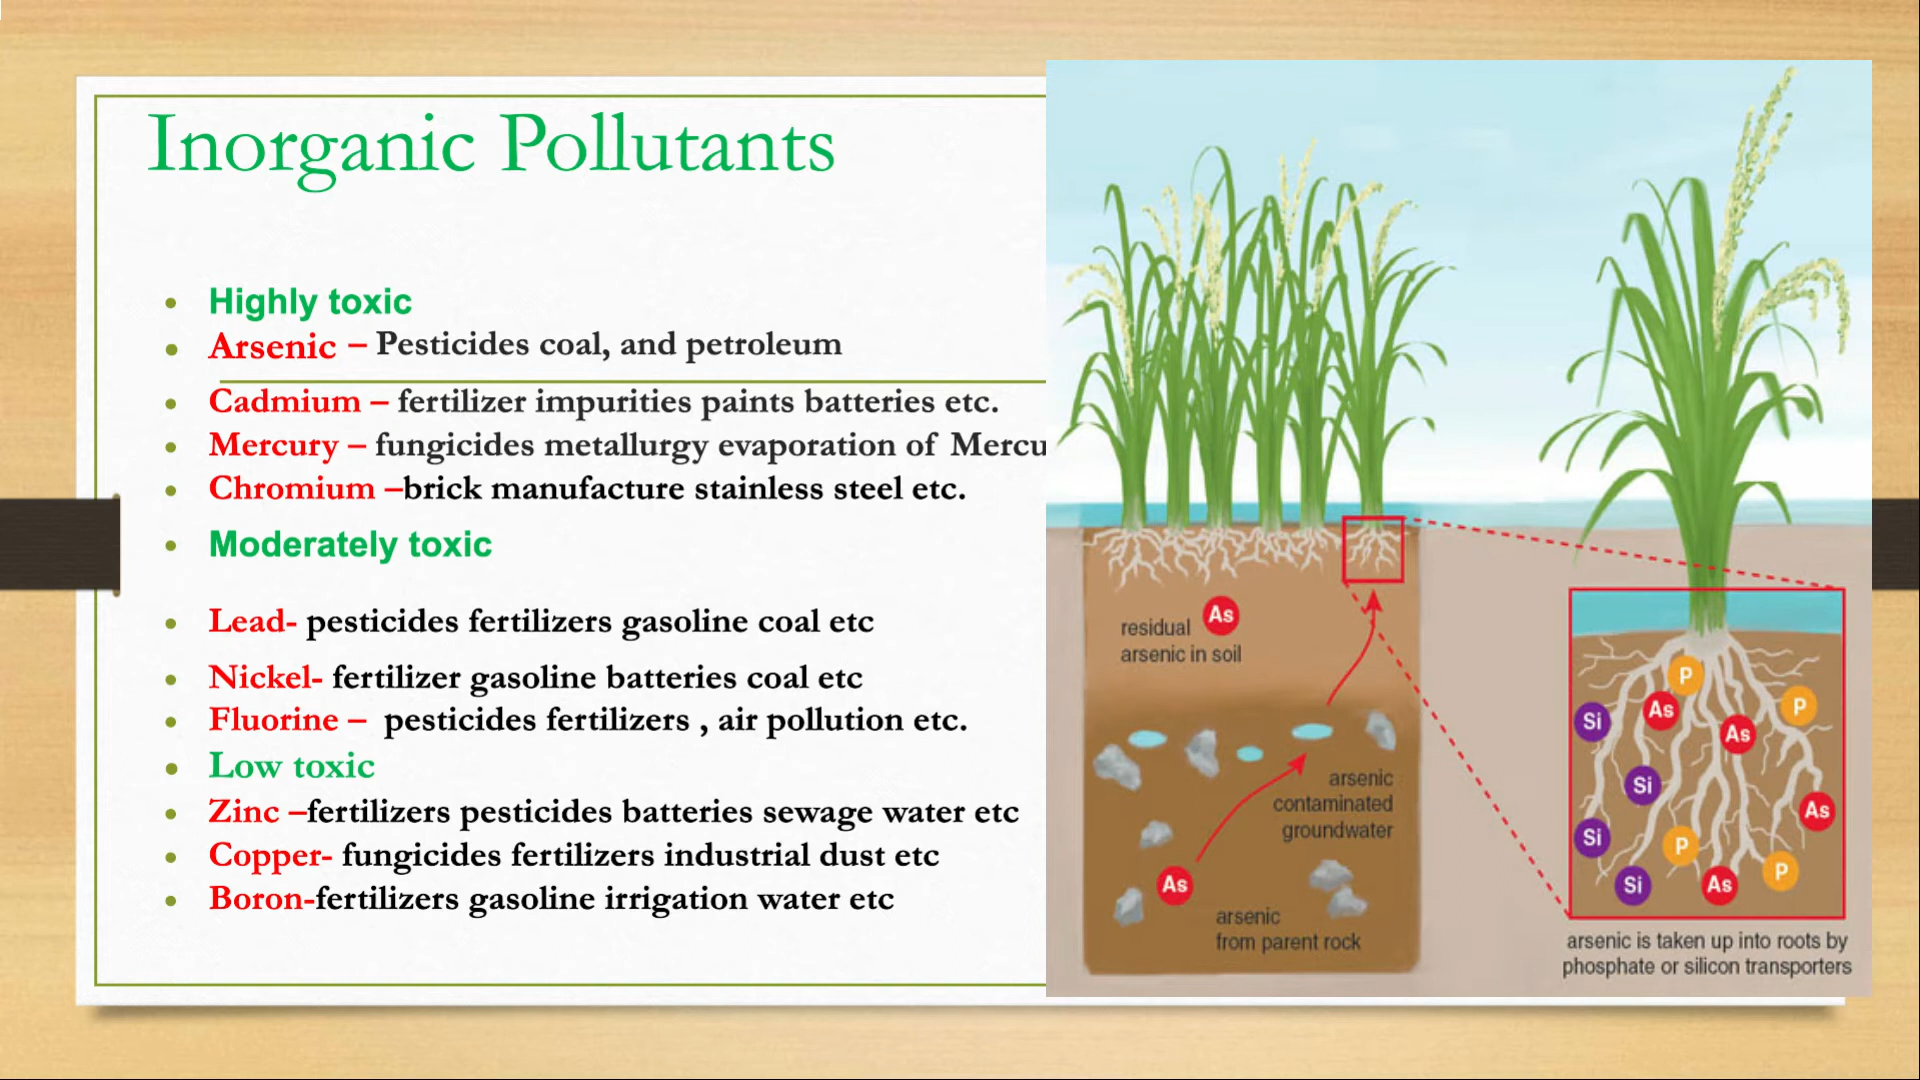 Inorganic Pollutants
Highly toxic
Arsenic – Pesticides coal, and petroleum
Cadmium – fertilizer impurities paints batteries etc.
Mercury – fungicides metallurgy evaporation of Mercu
Chromium –brick manufacture stainless steel etc.
Moderately toxic
Lead- pesticides fertilizers gasoline coal etc
Nickel- fertilizer gasoline batteries coal etc
Fluorine – pesticides fertilizers , air pollution etc.
Low toxic
Zinc –fertilizers pesticides batteries sewage water etc
Copper- fungicides fertilizers industrial dust etc
Boron-fertilizers gasoline irrigation water etc
As
residual
arsenic in soil
arsenic
contaminated
groundwater
As
arsenic
from parent rock
P
As
P
Si
As
Si
As
Si
P
P
Si
As
arsenic is taken up into roots by
phosphate or silicon transporters